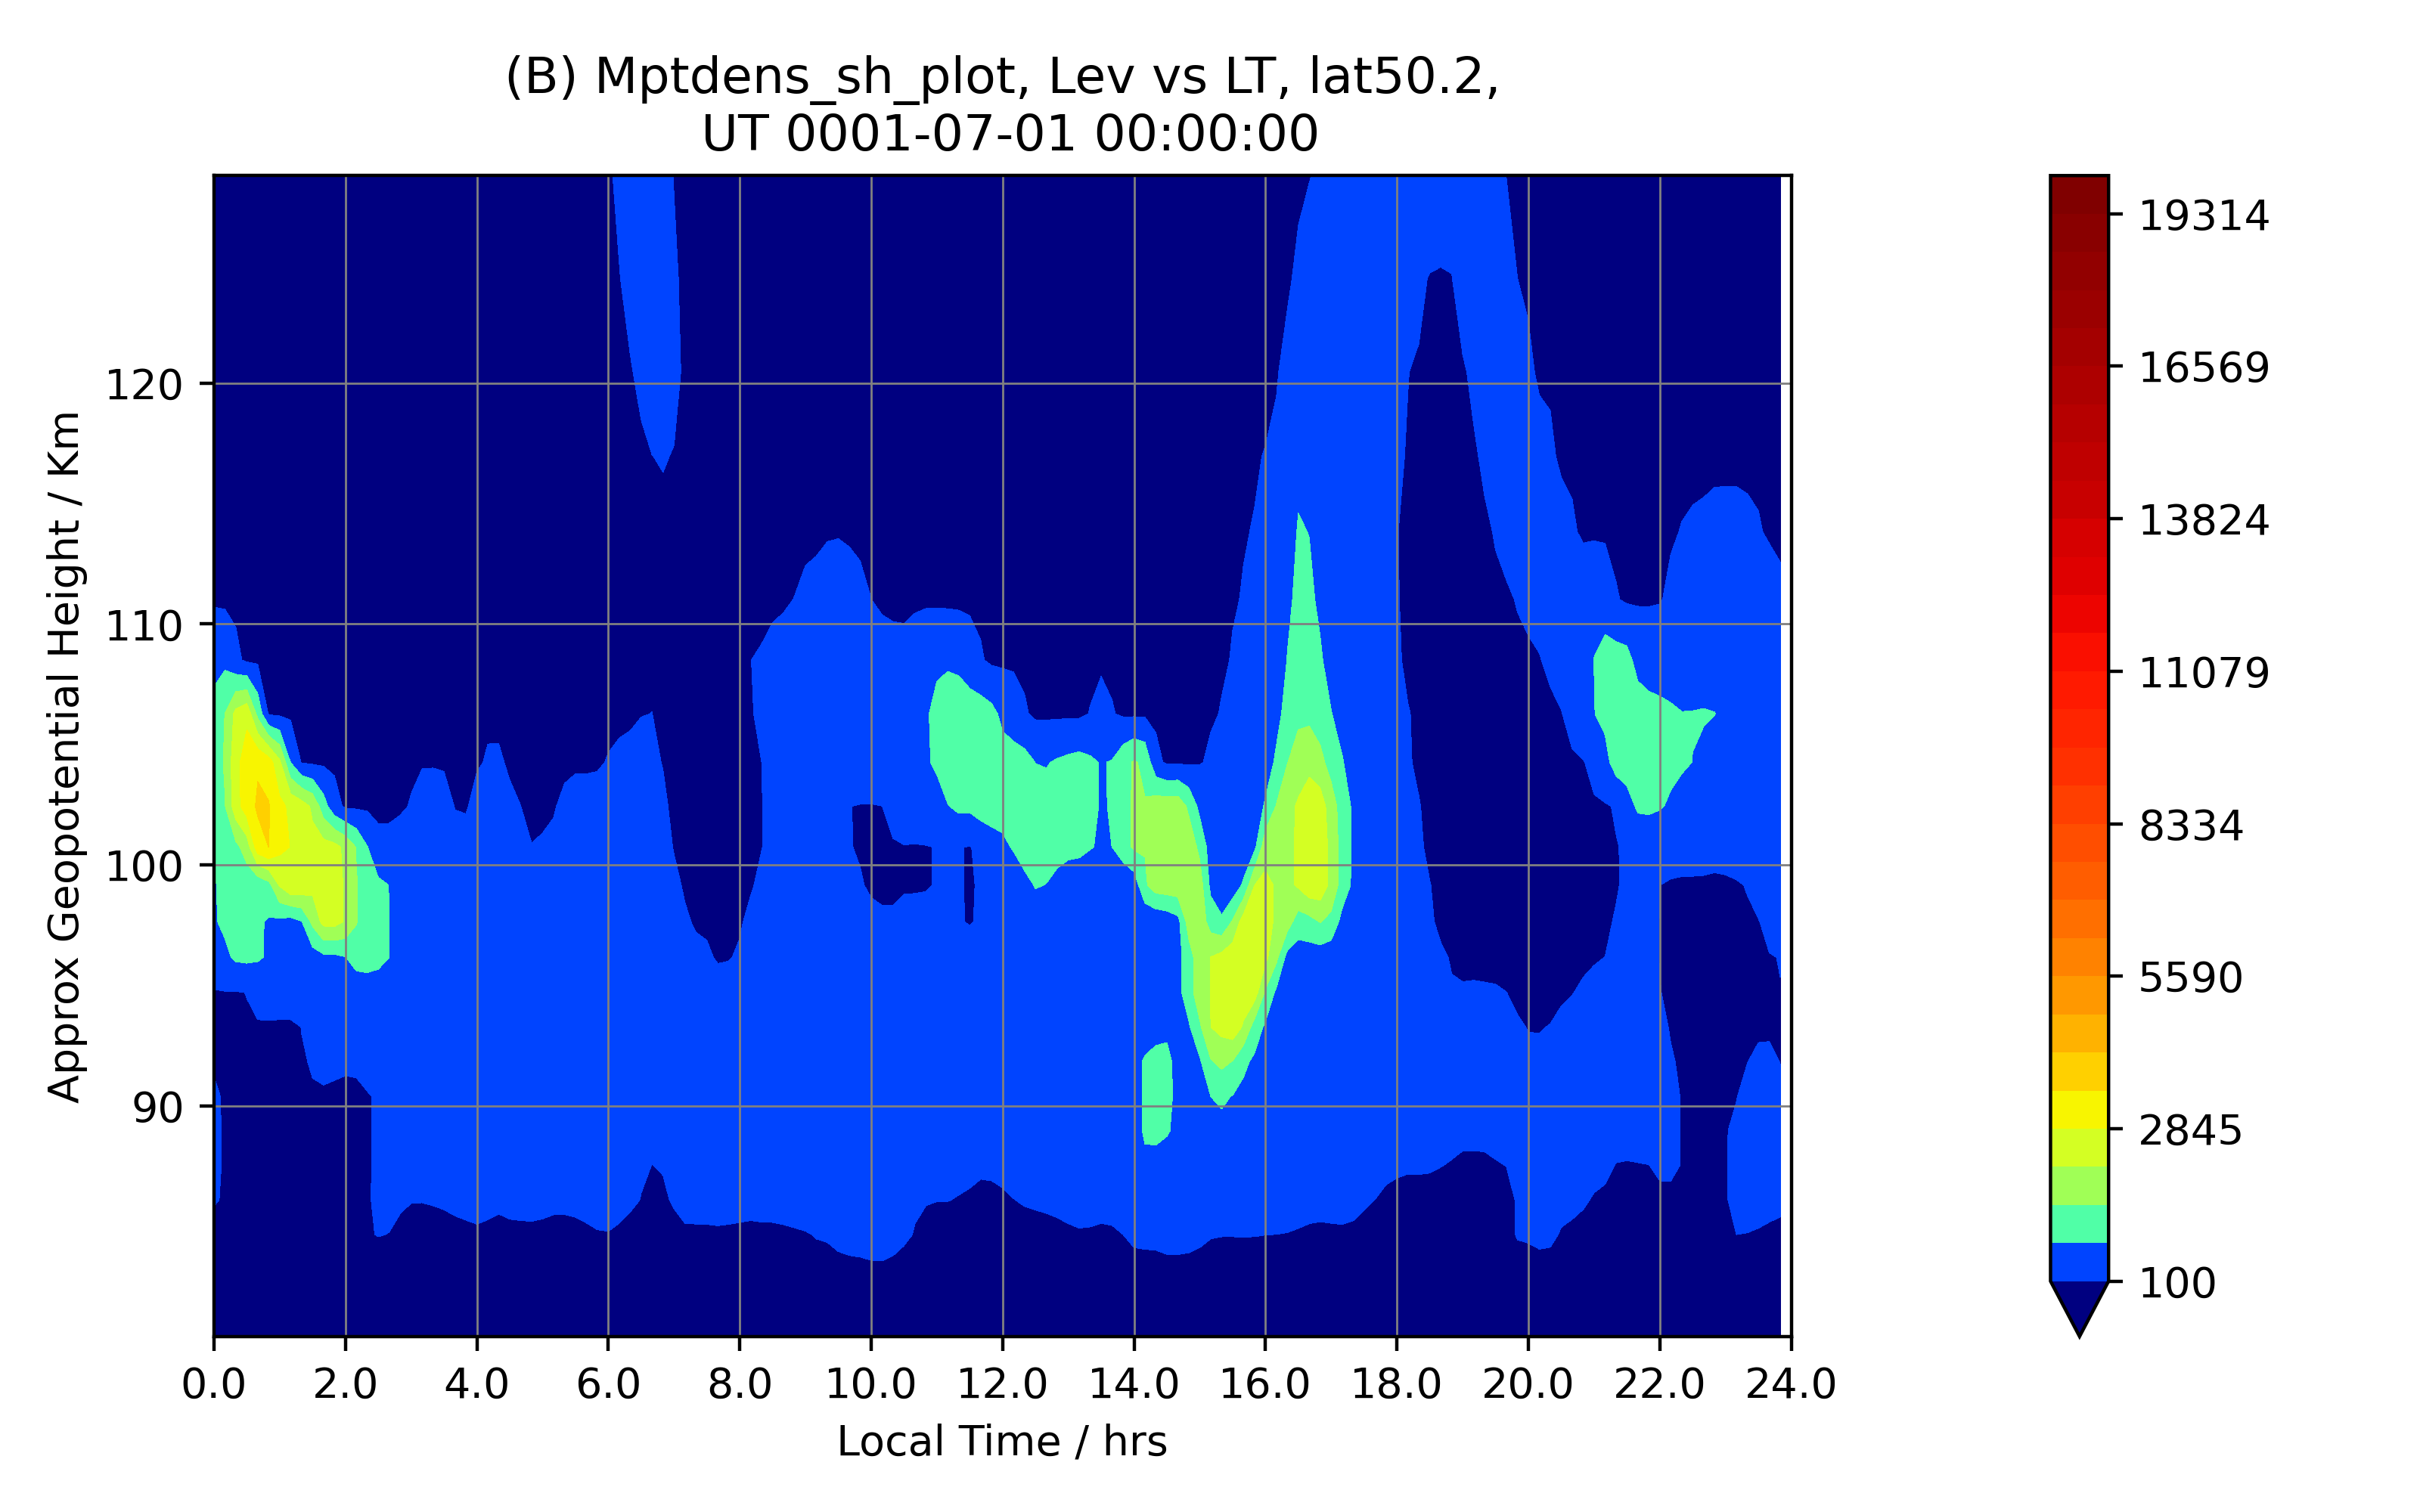 (B) Mptdens_sh_plot, Lev vs LT, lat50.2,
UT 0001-07-01 00:00:00
Approx Geopotential Height / Km
120
110
100
90
0.0 2.0 4.0 6.0 8.0 10.0 12.0 14.0 16.0 18.0 20.0 22.0 24.0
Local Time / hrs
19314
16569
13824
11079
8334
5590
2845
100